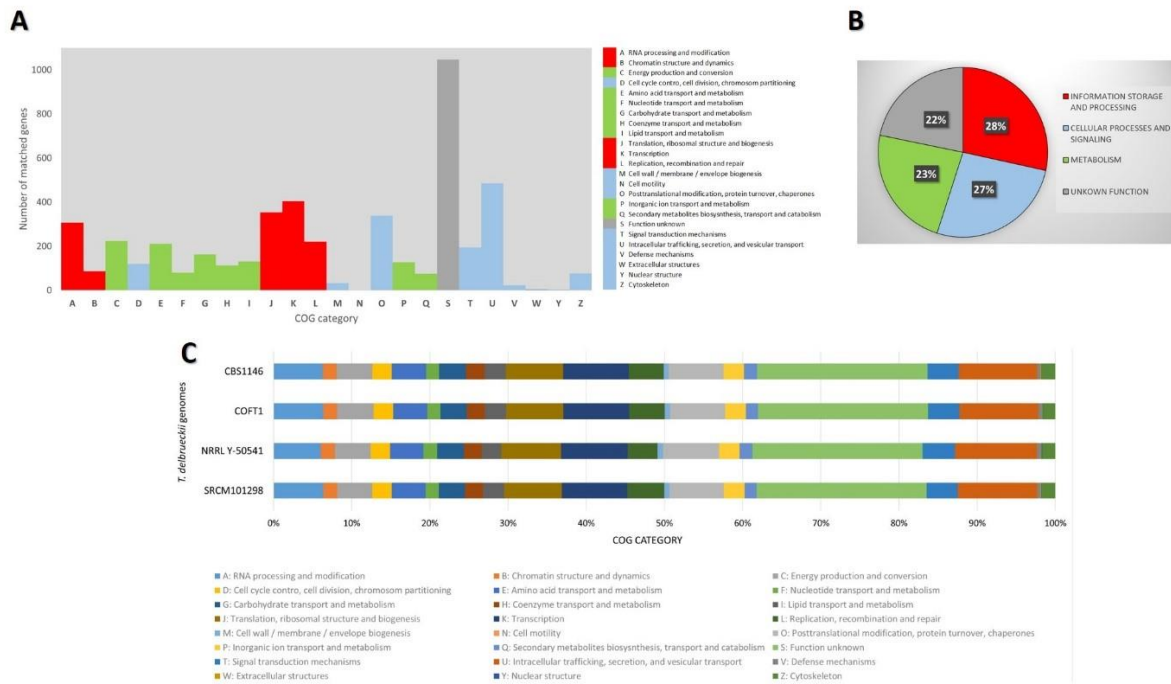 A
Number of matched genes
1000
800
600
400
200
0
A B C D E F G H I J K L M N O P Q S T U V W Y Z
COG category
A RNA processing and modification
B Chromatin structure and dynamics
C Energy production and conversion
D Cell cycle contro, cell division, chromosom partitioning
E Amino acid transport and metabolism
F Nucleotide transport and metabolism
G Carbohydrate transport and metabolism
H Coenzyme transport and metabolism
I Lipid transport and metabolism
J Translation, ribosomal structure and biogenesis
K Transcription
L Replication, recombination and repair
M Cell wall / membrane / envelope biogenesis
N Cell motility
O Posttranslational modification, protein turnover, chaperones
P Inorganic ion transport and metabolism
Q Secondary metabolites biosynthesis, transport and catabolism
S Function unknown
T Signal transduction mechanisms
U Intracellular trafficking, secretion, and vesicular transport
V Defense mechanisms
W Extracellular structures
Y Nuclear structure
Z Cytoskeleton
B
22%
28%
23%
27%
INFORMATION STORAGE
AND PROCESSING
CELLULAR PROCESSES AND
SIGNALING
METABOLISM
UNKOWN FUNCTION
C
T. delbrueckii genomes
CBS1146
COFT1
NRRL Y-50541
SRCM101298
0% 10% 20% 30% 40% 50% 60% 70% 80% 90% 100%
COG CATEGORY
A: RNA processing and modification B: Chromatin structure and dynamics C: Energy production and conversion
D: Cell cycle contro, cell division, chromosom partitioning E: Amino acid transport and metabolism F: Nucleotide transport and metabolism
G: Carbohydrate transport and metabolism H: Coenzyme transport and metabolism I: Lipid transport and metabolism
J: Translation, ribosomal structure and biogenesis K: Transcription L: Replication, recombination and repair
M: Cell wall / membrane / envelope biogenesis N: Cell motility O: Posttranslational modification, protein turnover, chaperones
P: Inorganic ion transport and metabolism Q: Secondary metabolites biosynthesis, transport and catabolism S: Function unknown
T: Signal transduction mechanisms U: Intracellular trafficking, secretion, and vesicular transport V: Defense mechanisms
W: Extracellular structures Y: Nuclear structure Z: Cytoskeleton